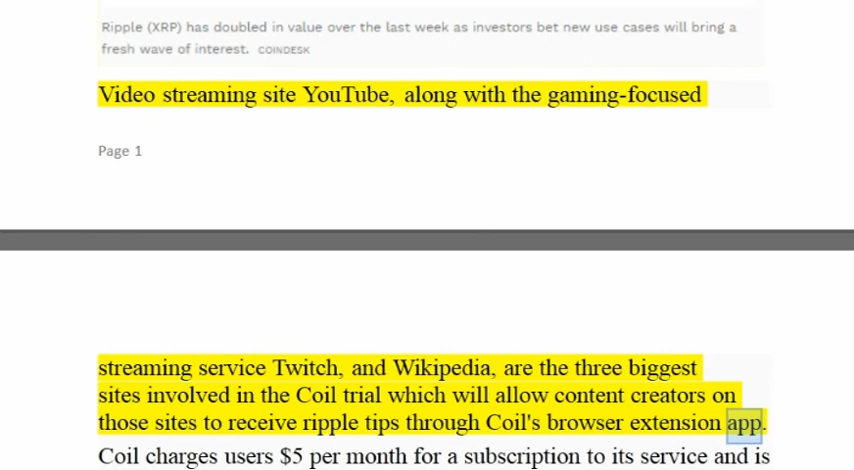 Ripple (XRP) has doubled in value over the last week as investors bet new use cases will bring a
fresh wave of interest. COINDESK
Video streaming site YouTube, along with the gaming-focused
Page 1
streaming service Twitch, and Wikipedia, are the three biggest
sites involved in the Coil trial which will allow content creators on
those sites to receive ripple tips through Coil's browser extension app.
Coil charges users $5 per month for a subscription to its service and is